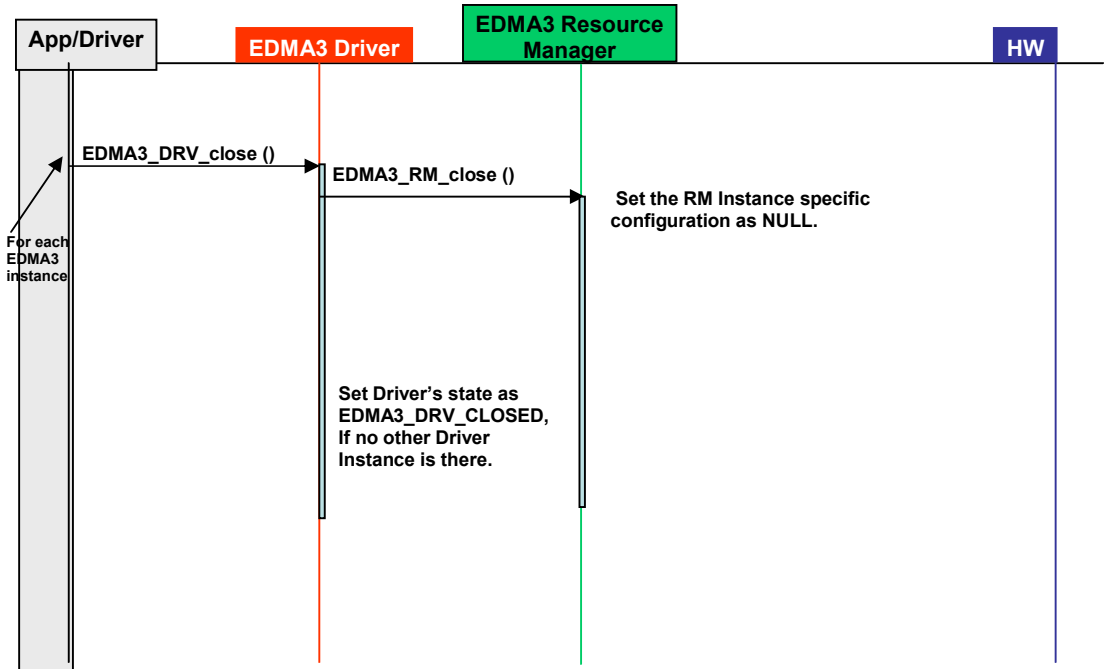 App/Driver
EDMA3 Driver
EDMA3 Resource
Manager
HW
EDMA3_DRV_close ()
EDMA3_RM_close ()
Set the RM Instance specific
configuration as NULL.
For each
EDMA3
instance
Set Driver’s state as
EDMA3_DRV_CLOSED,
If no other Driver
Instance is there.